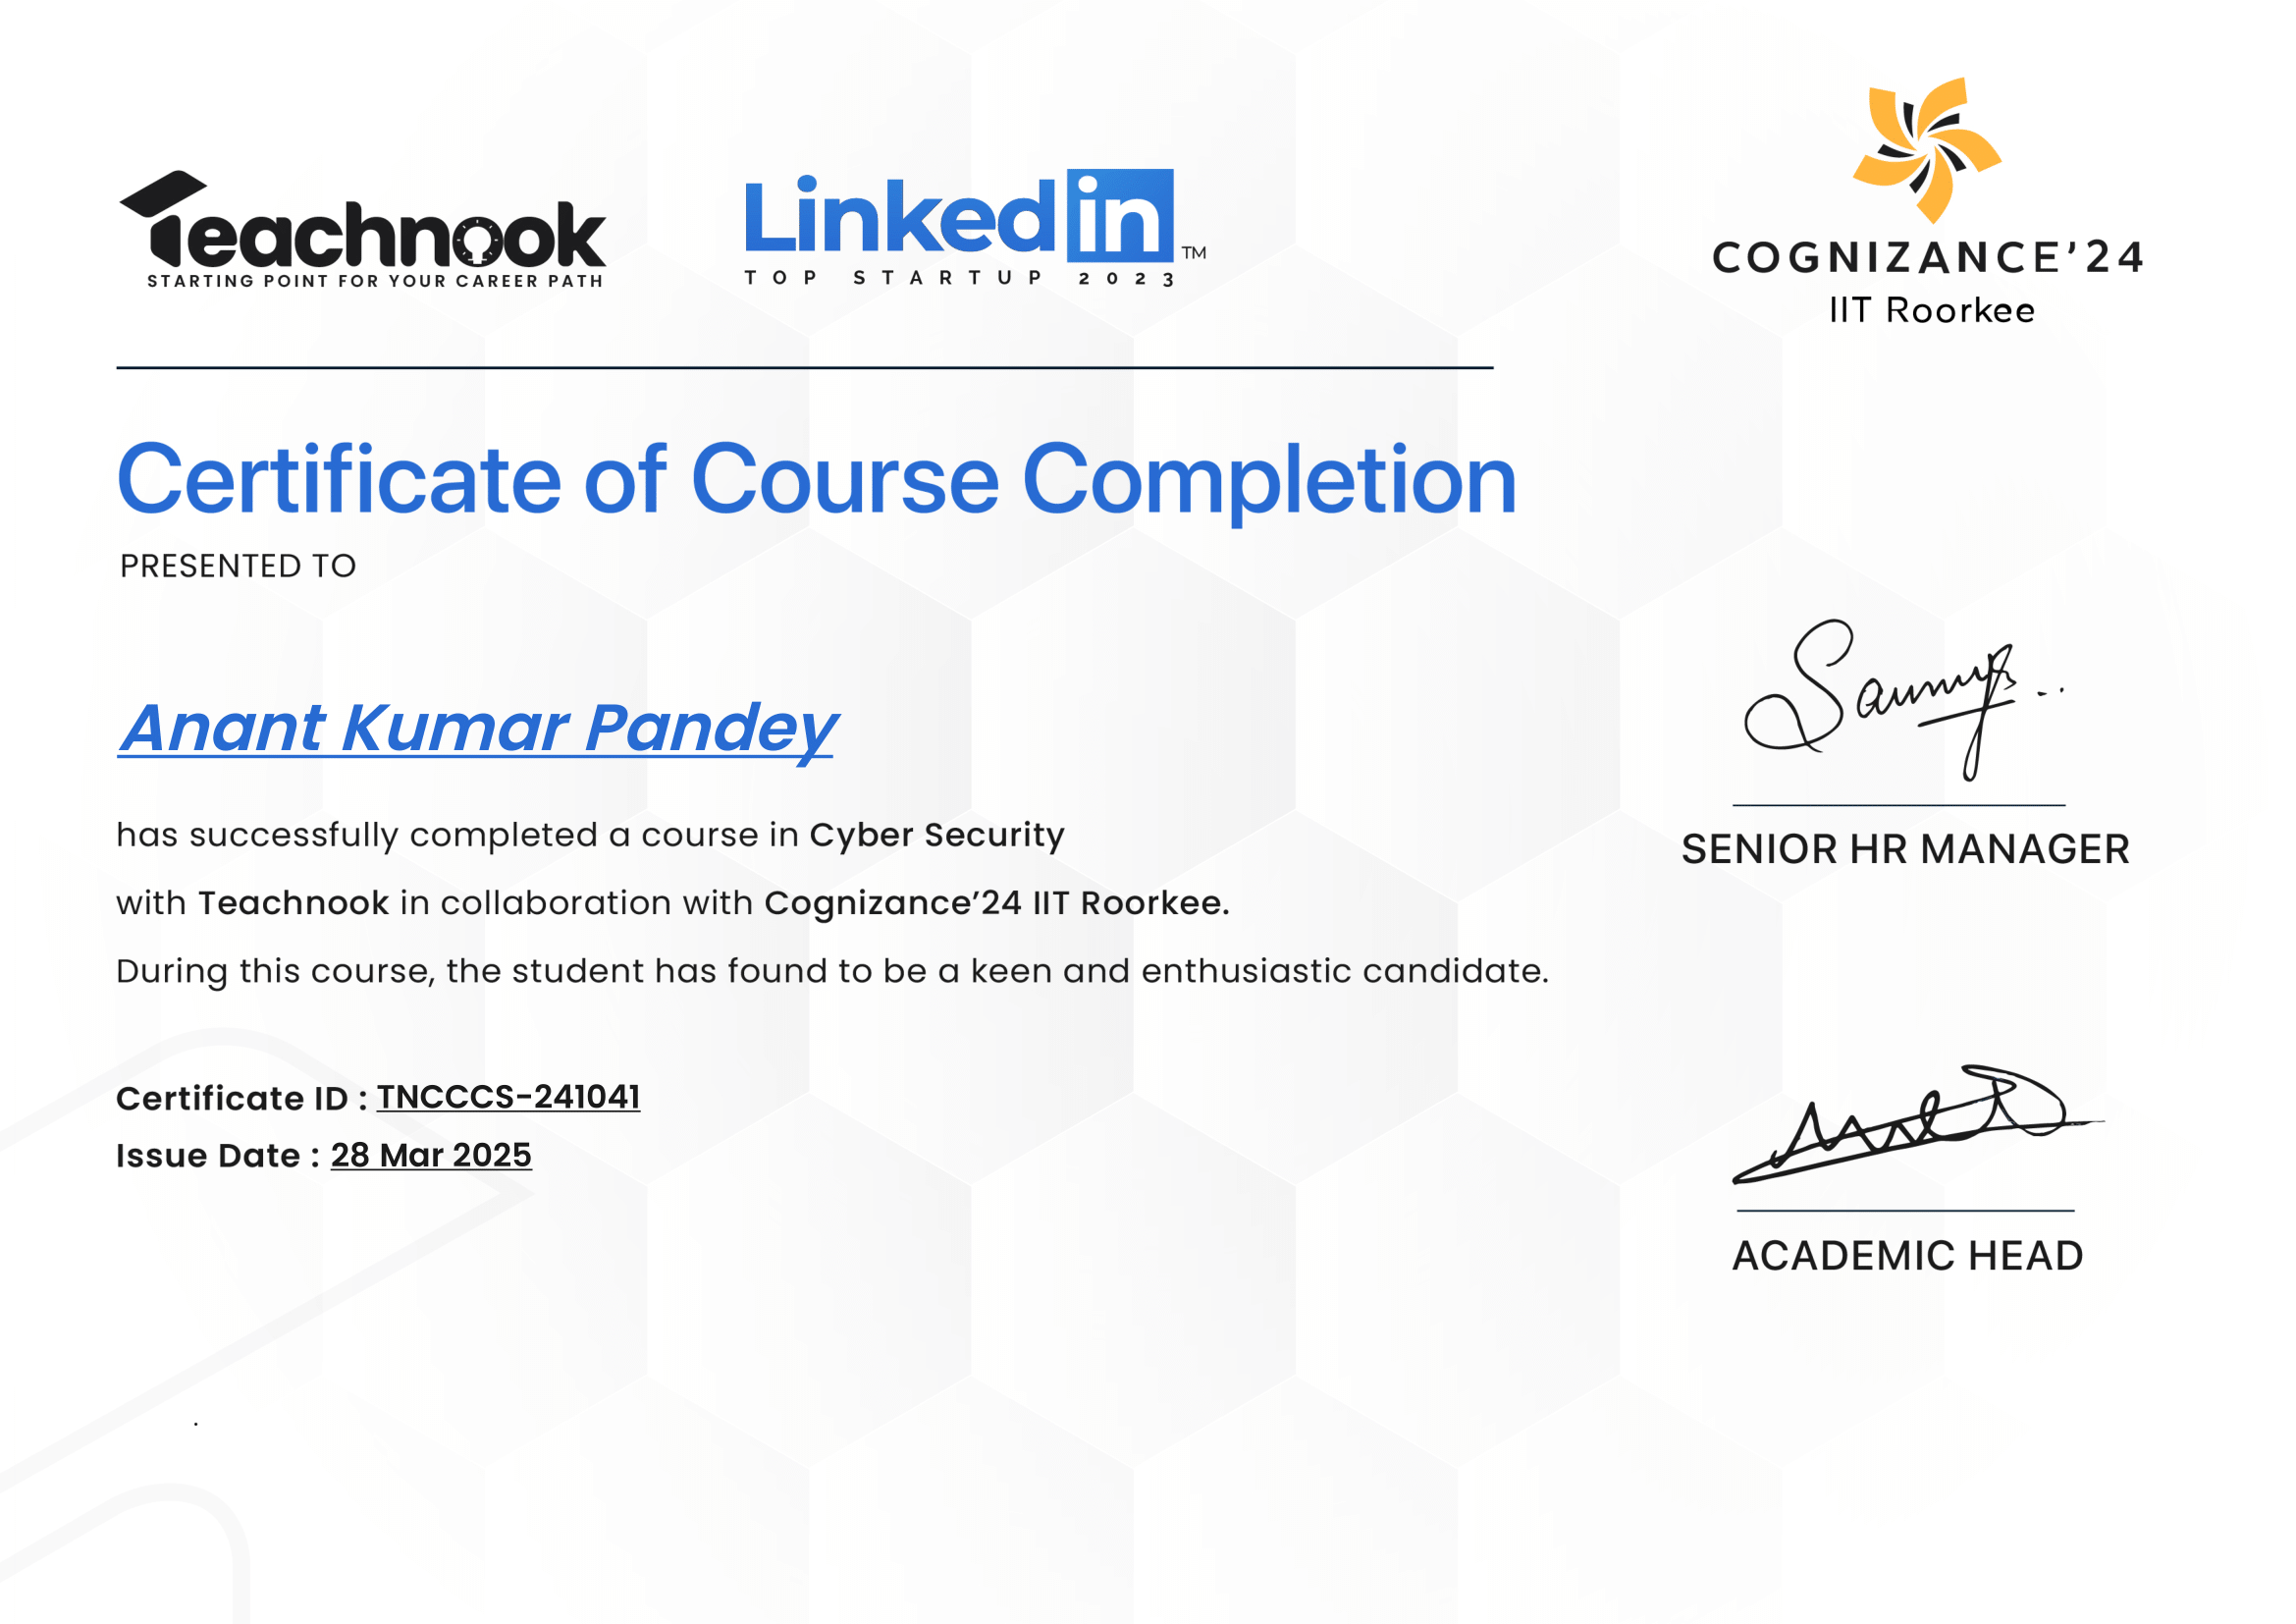 Teachnook
STARTING POINT FOR YOUR CAREER PATH
Linkedin™
TOP STARTUP 2023
COGNIZANCE’24
IIT Roorkee
Certificate of Course Completion
PRESENTED TO
Anant Kumar Pandey
has successfully completed a course in Cyber Security
with Teachnook in collaboration with Cognizance’24 IIT Roorkee.
During this course, the student has found to be a keen and enthusiastic candidate.
Certificate ID : TNCCCS-241041
Issue Date : 28 Mar 2025
SENIOR HR MANAGER
ACADEMIC HEAD